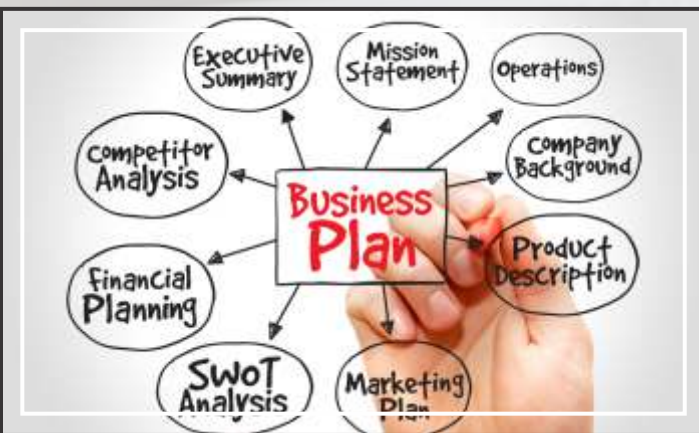 Executive
Summary
Mission
Statement
Operations
Competitor
Analysis
Business
Plan
Company
Background
Product
Description
Financial
Planning
SWOT
Analysis
Marketing
Plan